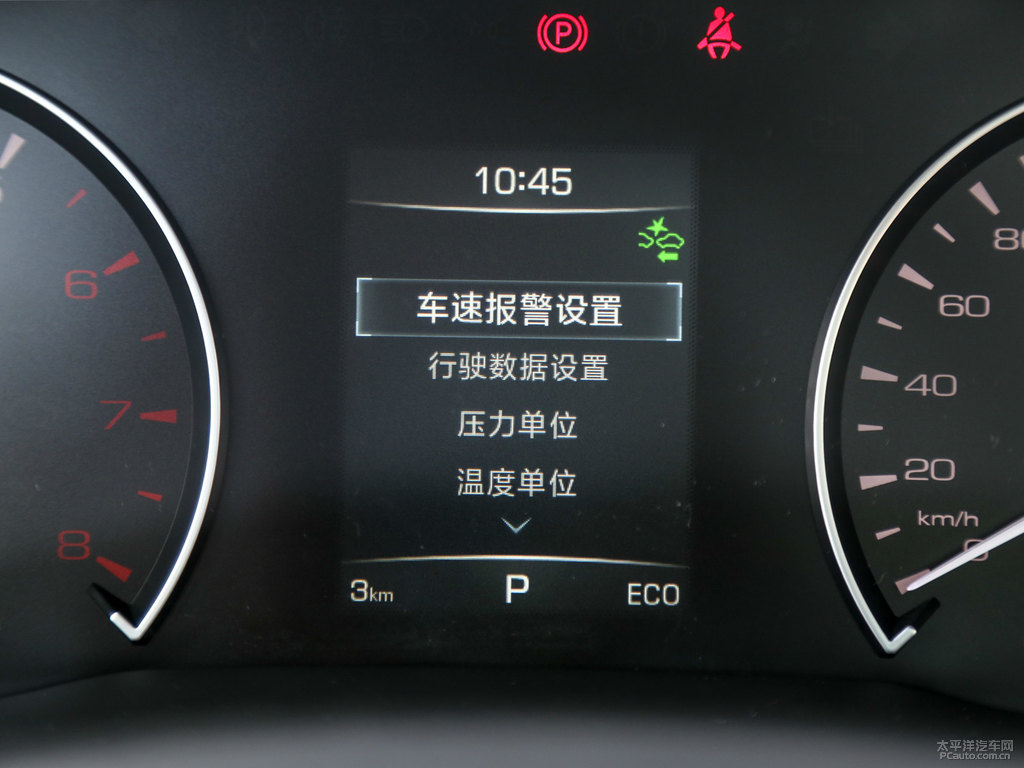 P
10:45
车速报警设置
行驶数据设置
压力单位
温度单位
3km
P
ECO
6
7
8
80
60
40
20
km/h
0
太平洋汽车网
PCauto.com.cn